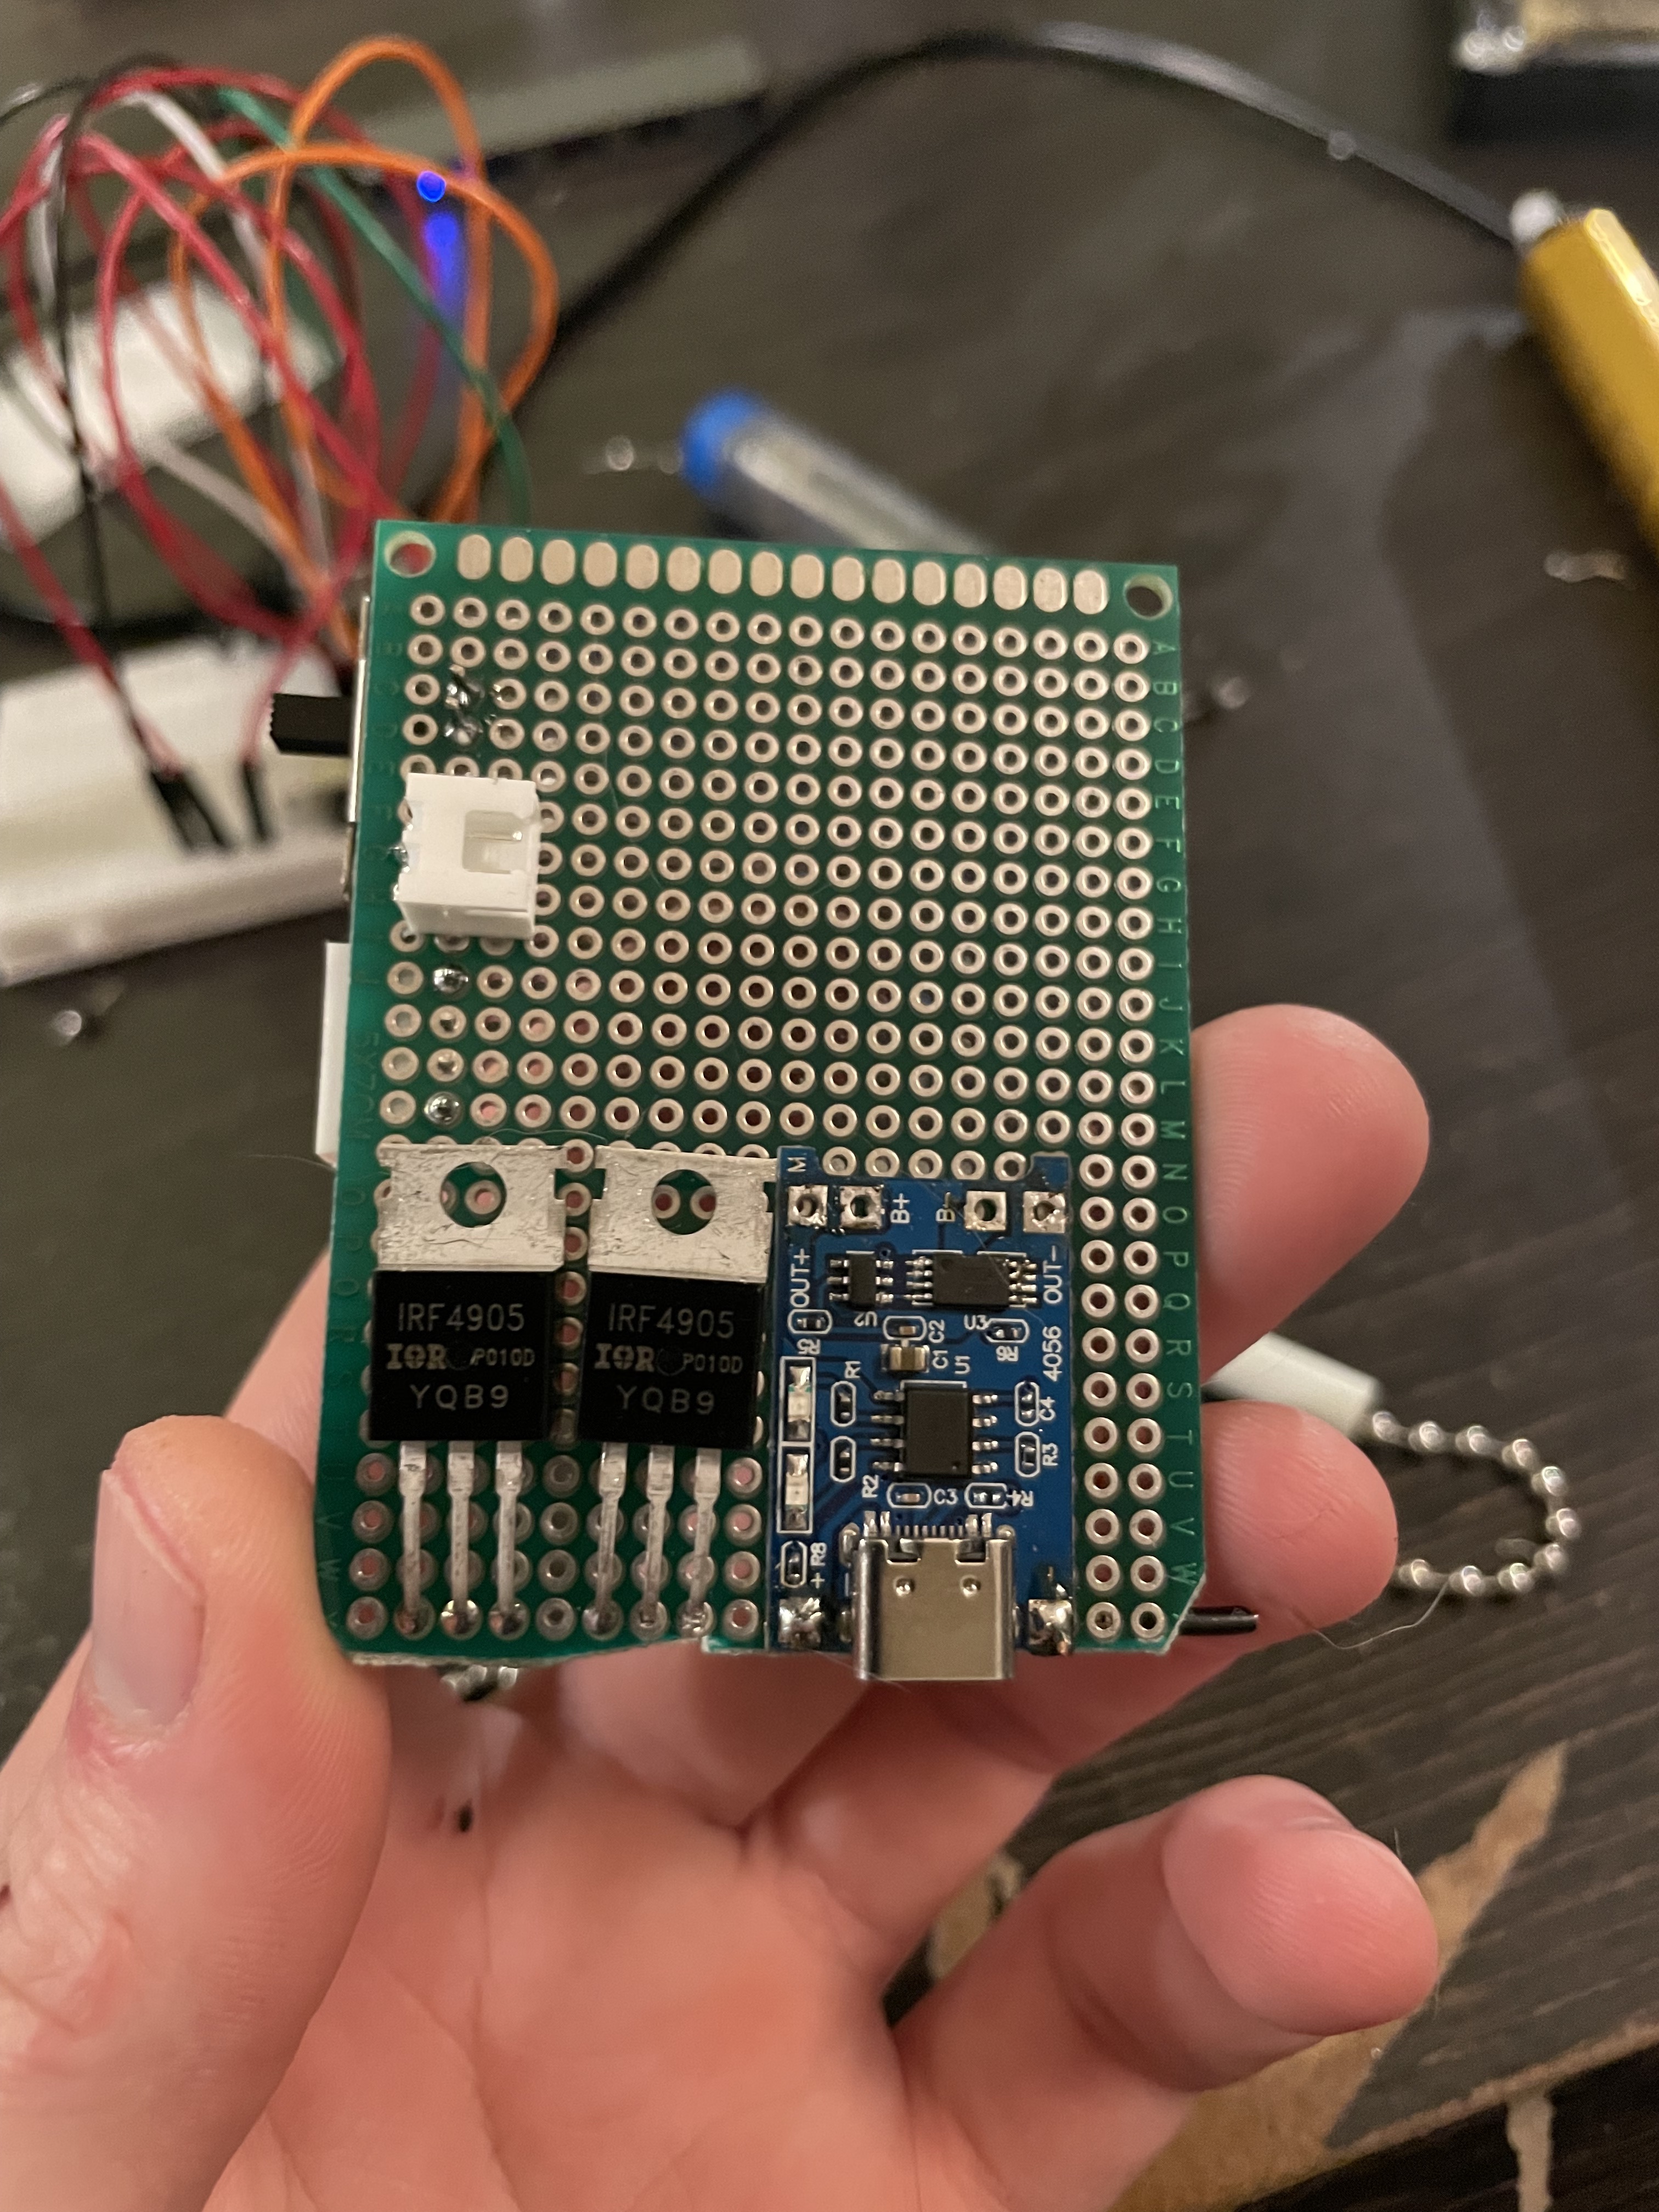 A
B
C
D
E
F
G
H
I
J
K
L
M
N
O
P
Q
R
S
T
U
V
W
5X7CM
IRF4905
IOR P010D
YQB9
IRF4905
IOR P010D
YQB9
B+
B-
OUT+
OUT-
U2
U3
C2
R5
R6
C1
U1
4056
R1
C4
R3
R2
C3
R4
R8
+
-